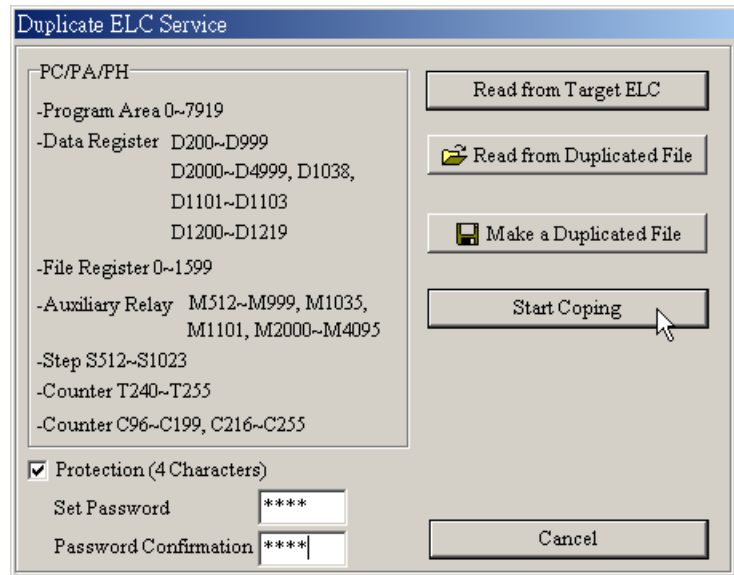 Duplicate ELC Service
PC/PA/PH
-Program Area 0~7919
-Data Register D200~D999
D2000~D4999, D1038,
D1101~D1103
D1200~D1219
-File Register 0~1599
-Auxiliary Relay M512~M999, M1035,
M1101, M2000~M4095
-Step S512~S1023
-Counter T240~T255
-Counter C96~C199, C216~C255
Protection (4 Characters)
Set Password ****
Password Confirmation ****
Read from Target ELC
Read from Duplicated File
Make a Duplicated File
Start Coping
Cancel